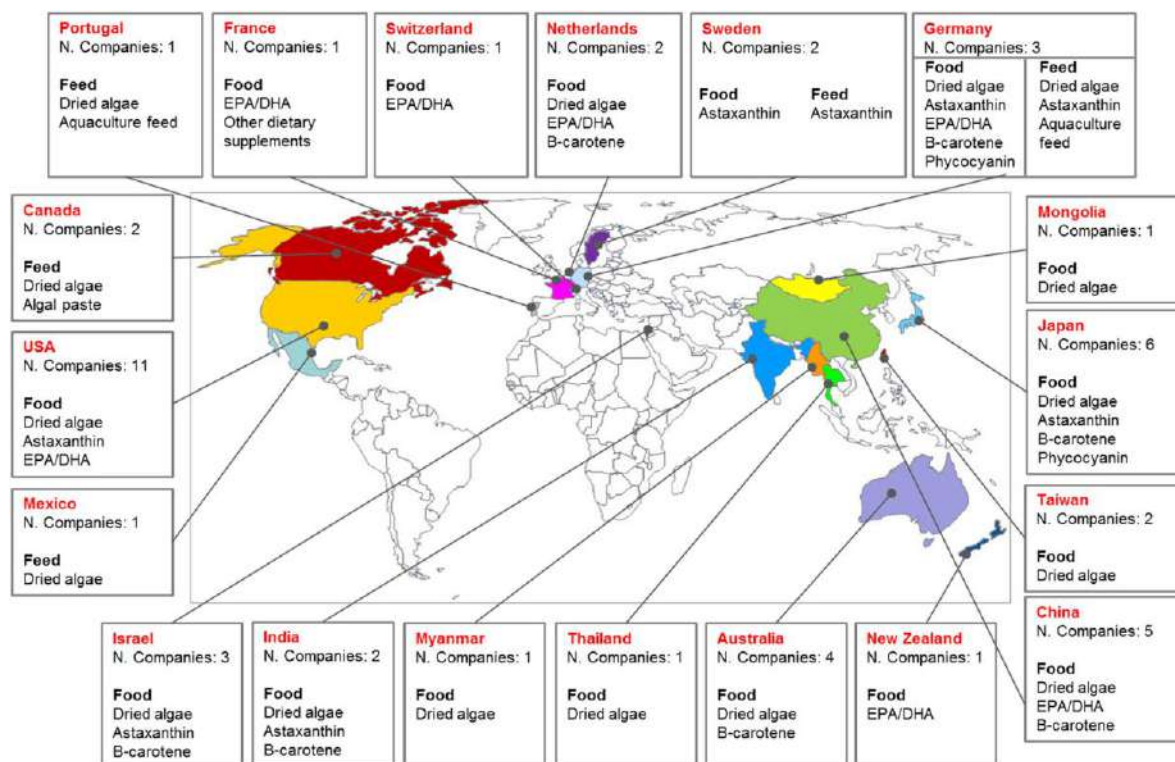 Portugal
N. Companies: 1
Feed
Dried algae
Aquaculture feed
France
N. Companies: 1
Food
EPA/DHA
Other dietary
supplements
Switzerland
N. Companies: 1
Food
EPA/DHA
Netherlands
N. Companies: 2
Food
Dried algae
EPA/DHA
B-carotene
Sweden
N. Companies: 2
Food
Astaxanthin
Feed
Astaxanthin
Germany
N. Companies: 3
Food
Dried algae
Astaxanthin
EPA/DHA
B-carotene
Phycocyanin
Feed
Dried algae
Astaxanthin
Aquaculture
feed
Canada
N. Companies: 2
Feed
Dried algae
Algal paste
USA
N. Companies: 11
Food
Dried algae
Astaxanthin
EPA/DHA
Mexico
N. Companies: 1
Feed
Dried algae
Mongolia
N. Companies: 1
Food
Dried algae
Japan
N. Companies: 6
Food
Dried algae
Astaxanthin
B-carotene
Phycocyanin
Taiwan
N. Companies: 2
Food
Dried algae
China
N. Companies: 5
Food
Dried algae
EPA/DHA
B-carotene
Israel
N. Companies: 3
Food
Dried algae
Astaxanthin
B-carotene
India
N. Companies: 2
Food
Dried algae
Astaxanthin
B-carotene
Myanmar
N. Companies: 1
Food
Dried algae
Thailand
N. Companies: 1
Food
Dried algae
Australia
N. Companies: 4
Food
Dried algae
B-carotene
New Zealand
N. Companies: 1
Food
EPA/DHA